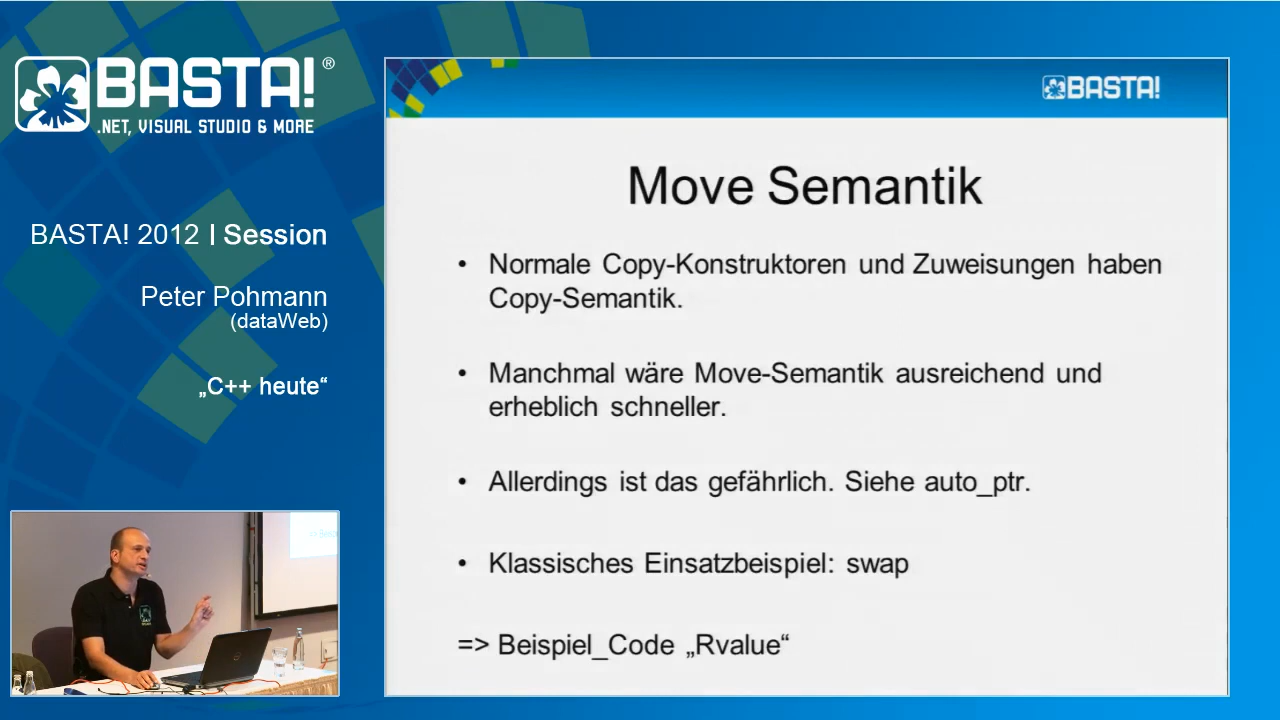 BASTA!®
.NET, VISUAL STUDIO & MORE
BASTA! 2012 | Session
Peter Pohmann
(dataWeb)
„C++ heute“
BASTA!
Move Semantik
• Normale Copy-Konstruktoren und Zuweisungen haben
Copy-Semantik.
• Manchmal wäre Move-Semantik ausreichend und
erheblich schneller.
• Allerdings ist das gefährlich. Siehe auto_ptr.
• Klassisches Einsatzbeispiel: swap
=> Beispiel_Code „Rvalue“